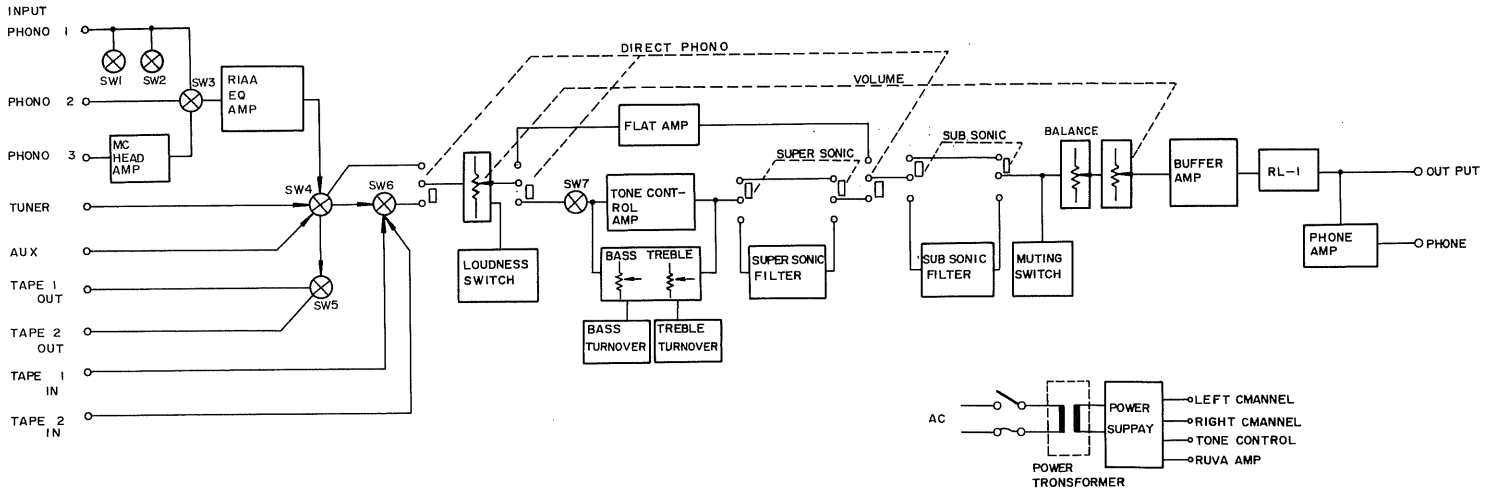 INPUT
PHONO 1
SW1
SW2
SW3
RIAA
EQ
AMP
PHONO 2
PHONO 3
MC
HEAD
AMP
TUNER
AUX
TAPE 1
OUT
TAPE 2
OUT
TAPE 1
IN
TAPE 2
IN
SW4
SW5
SW6
DIRECT PHONO
VOLUME
FLAT AMP
LOUDNESS
SWITCH
SW7
TONE CONT-
ROL
AMP
BASS TREBLE
BASS
TURNOVER
TREBLE
TURNOVER
SUPER SONIC
SUPER SONIC
FILTER
SUB SONIC
SUB SONIC
FILTER
BALANCE
MUTING
SWITCH
BUFFER
AMP
RL-1
OUT PUT
PHONE
AMP
PHONE
AC
POWER
TRONSFORMER
POWER
SUPPAY
LEFT CMANNEL
RIGHT CMANNEL
TONE CONTROL
RUVA AMP